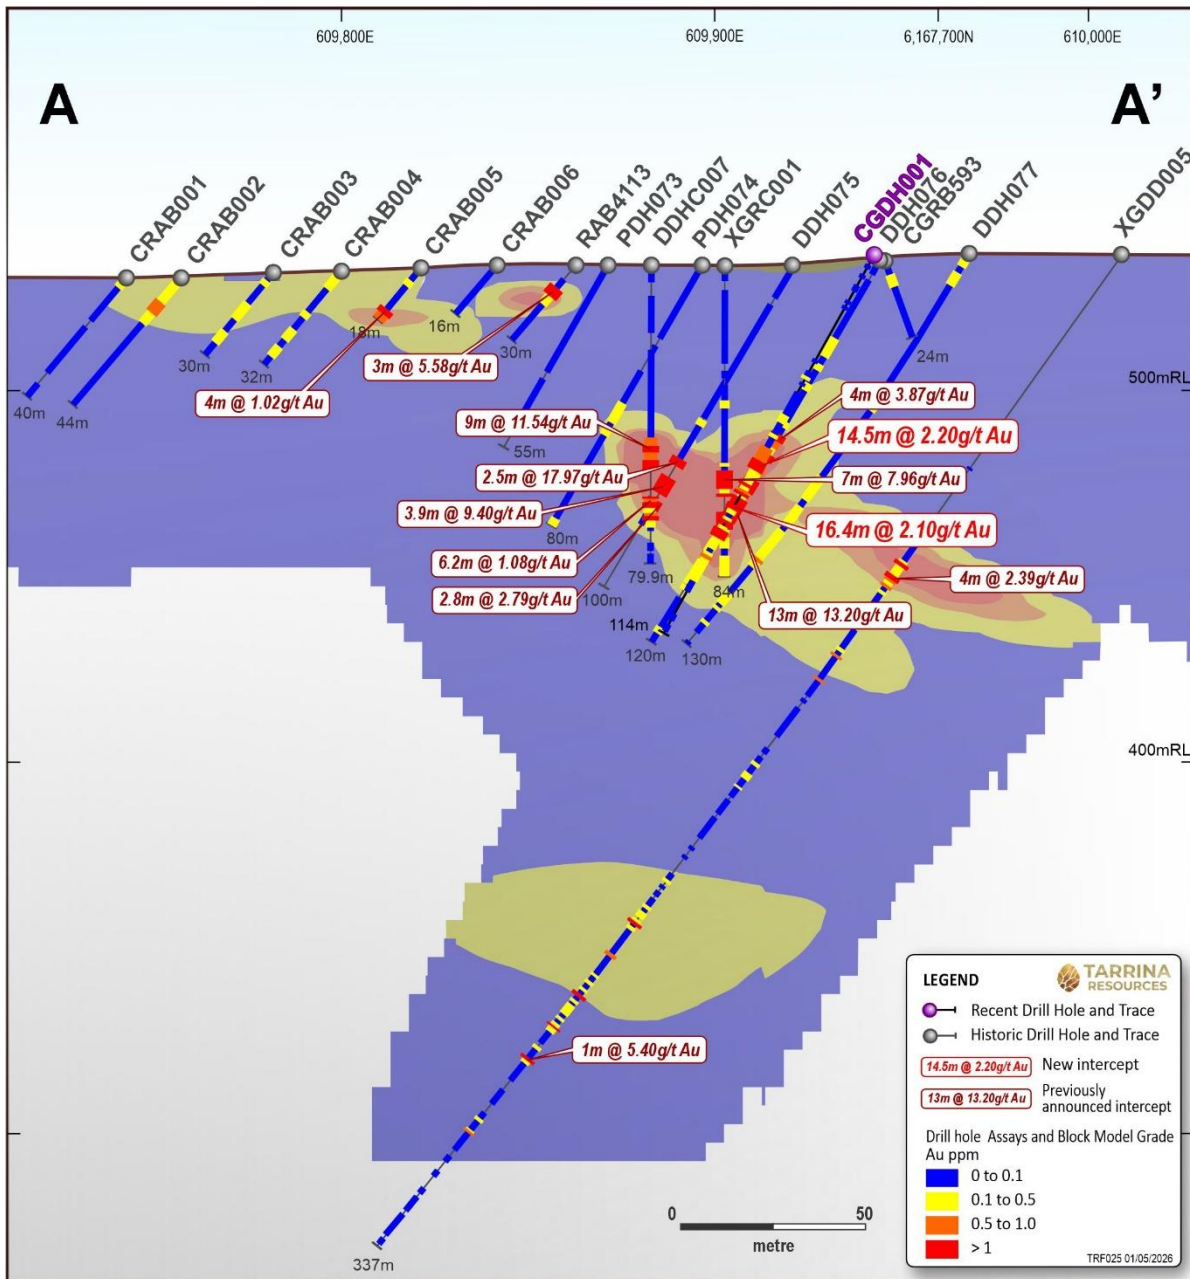 609,800E
609,900E
6,167,700N
610,000E
A
A’
CRAB001
CRAB002
CRAB003
CRAB004
CRAB005
CRAB006
RAB4113
PDH073
DDHC007
PDH074
XGRC001
DDH075
CGDH001
DDH076
CGRB593
DDH077
XGDD005
18m
16m
30m
30m
32m
24m
3m @ 5.58g/t Au
500mRL
4m @ 1.02g/t Au
4m @ 3.87g/t Au
40m
44m
9m @ 11.54g/t Au
14.5m @ 2.20g/t Au
55m
2.5m @ 17.97g/t Au
7m @ 7.96g/t Au
3.9m @ 9.40g/t Au
80m
16.4m @ 2.10g/t Au
6.2m @ 1.08g/t Au
79.9m
4m @ 2.39g/t Au
2.8m @ 2.79g/t Au
100m
84m
13m @ 13.20g/t Au
114m
120m
130m
400mRL
1m @ 5.40g/t Au
337m
0
50
metre
LEGEND
TARRINA
RESOURCES
Recent Drill Hole and Trace
Historic Drill Hole and Trace
14.5m @ 2.20g/t Au
New intercept
13m @ 13.20g/t Au
Previously
announced intercept
Drill hole Assays and Block Model Grade
Au ppm
0 to 0.1
0.1 to 0.5
0.5 to 1.0
> 1
TRF025 01/05/2026